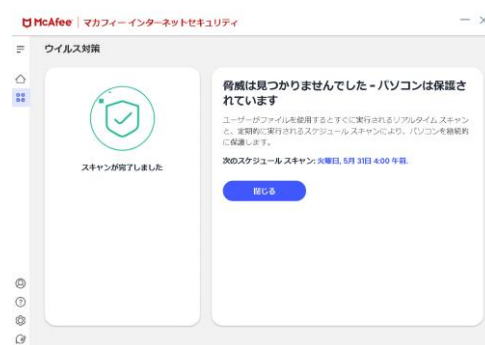 McAfee | マカフィー インターネットセキュリティ
ウイルス対策
スキャンが完了しました
脅威は見つかりませんでした - パソコンは保護さ
れています
ユーザーがファイルを使用するとすぐに実行されるリアルタイム スキャン
と、定期的に実行されるスケジュール スキャンにより、パソコンを継続的
に保護します。
次のスケジュール スキャン: 火曜日, 5月 31日 4:00 午前.
閉じる